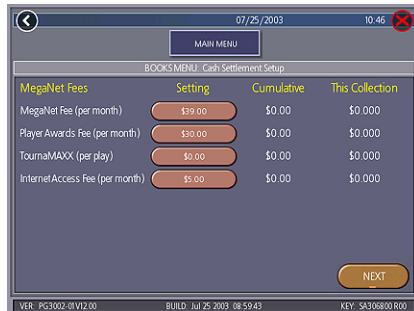 07/25/2003 10:46
MAIN MENU
BOOKS MENU: Cash Settlement Setup
MegaNet Fees Setting Cumulative This Collection
MegaNet Fee (per month) $39.00 $0.00 $0.000
Player Awards Fee (per month) $30.00 $0.00 $0.000
TournaMAXX (per play) $0.00 $0.00 $0.000
Internet Access Fee (per month) $5.00 $0.00 $0.000
NEXT
VER: PG3002-01V12.00 BUILD: Jul 25 2003 08:59:43 KEY: SA306800 R00